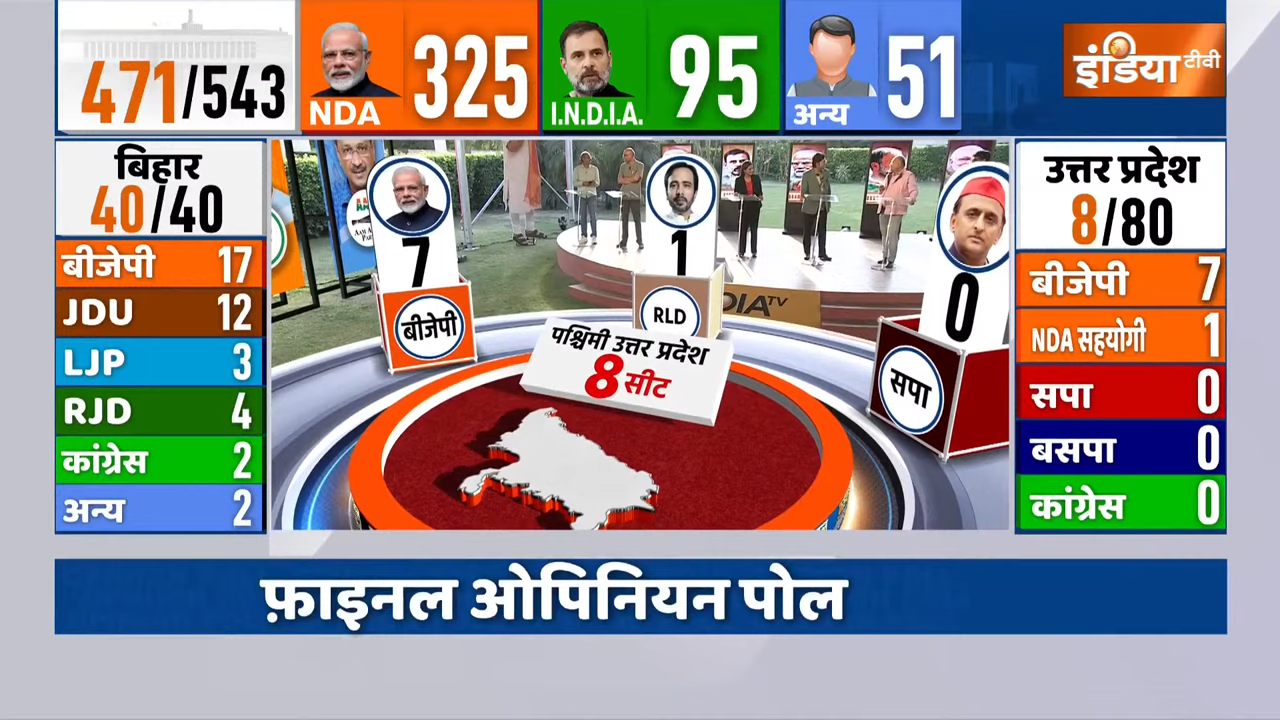 471/543
NDA
325
I.N.D.I.A.
95
अन्य
51
इंडिया टीवी
बिहार
40/40
बीजेपी 17
JDU 12
LJP 3
RJD 4
कांग्रेस 2
अन्य 2
7
बीजेपी
1
RLD
0
सपा
DIA TV
पश्चिमी उत्तर प्रदेश
8 सीट
उत्तर प्रदेश
8/80
बीजेपी 7
NDA सहयोगी 1
सपा 0
बसपा 0
कांग्रेस 0
फ़ाइनल ओपिनियन पोल